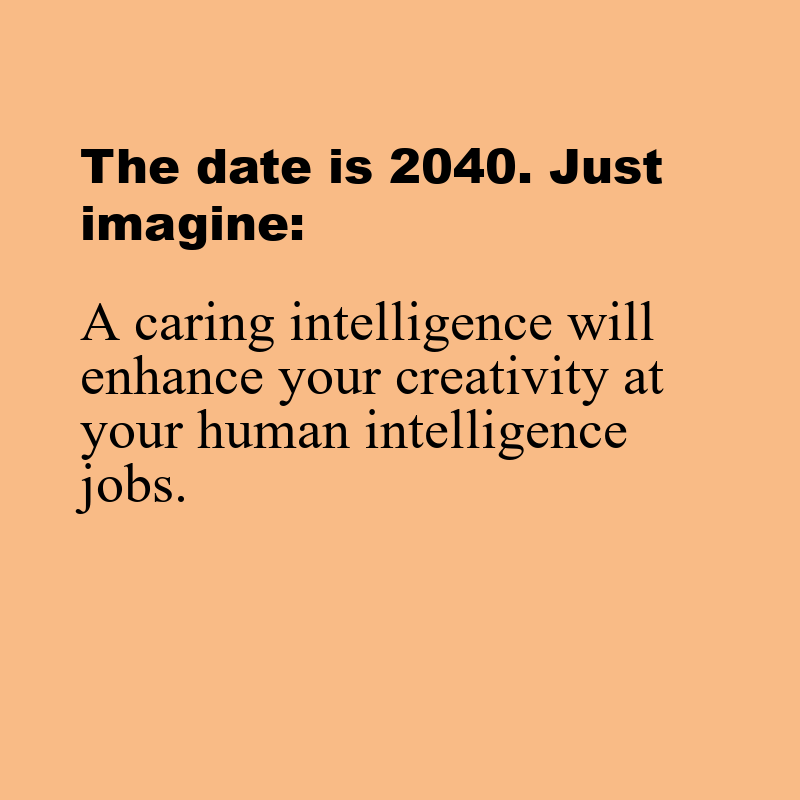 The date is 2040. Just
imagine:
A caring intelligence will
enhance your creativity at
your human intelligence
jobs.